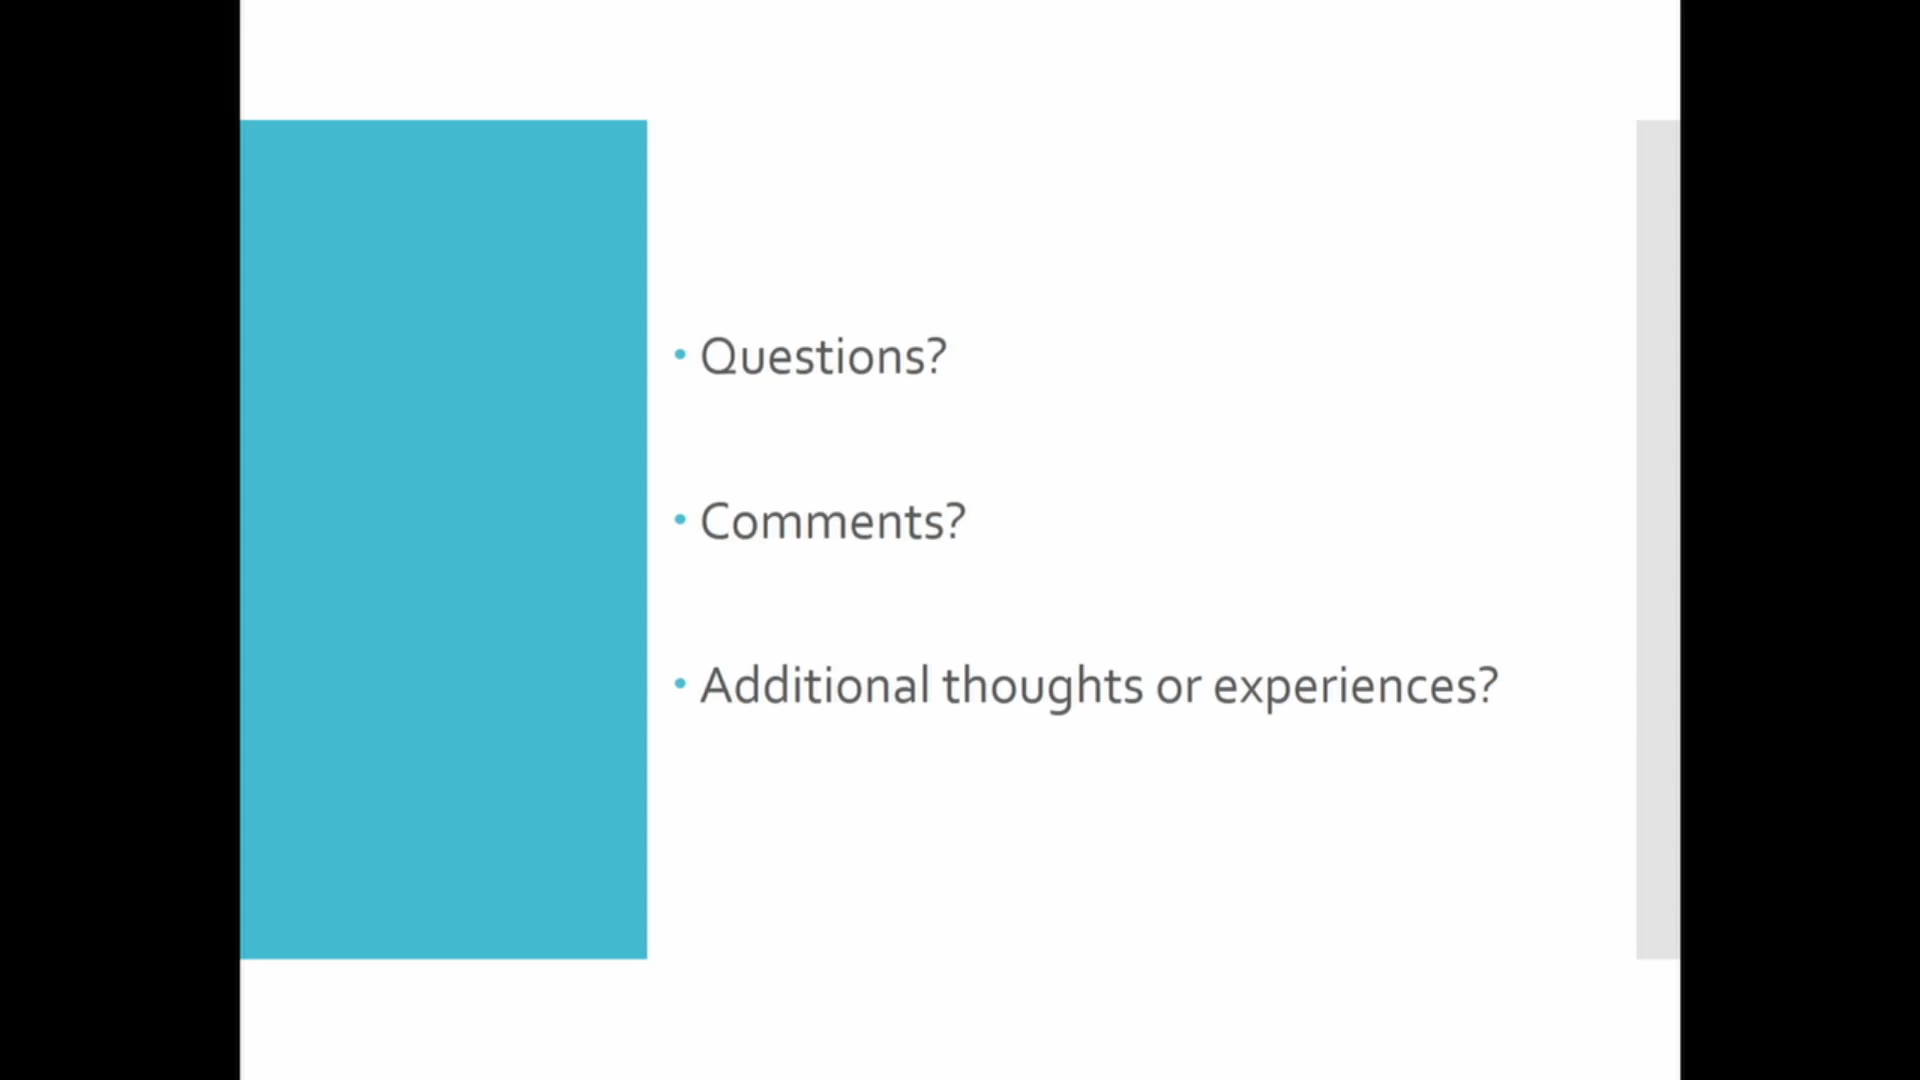 • Questions?
• Comments?
• Additional thoughts or experiences?